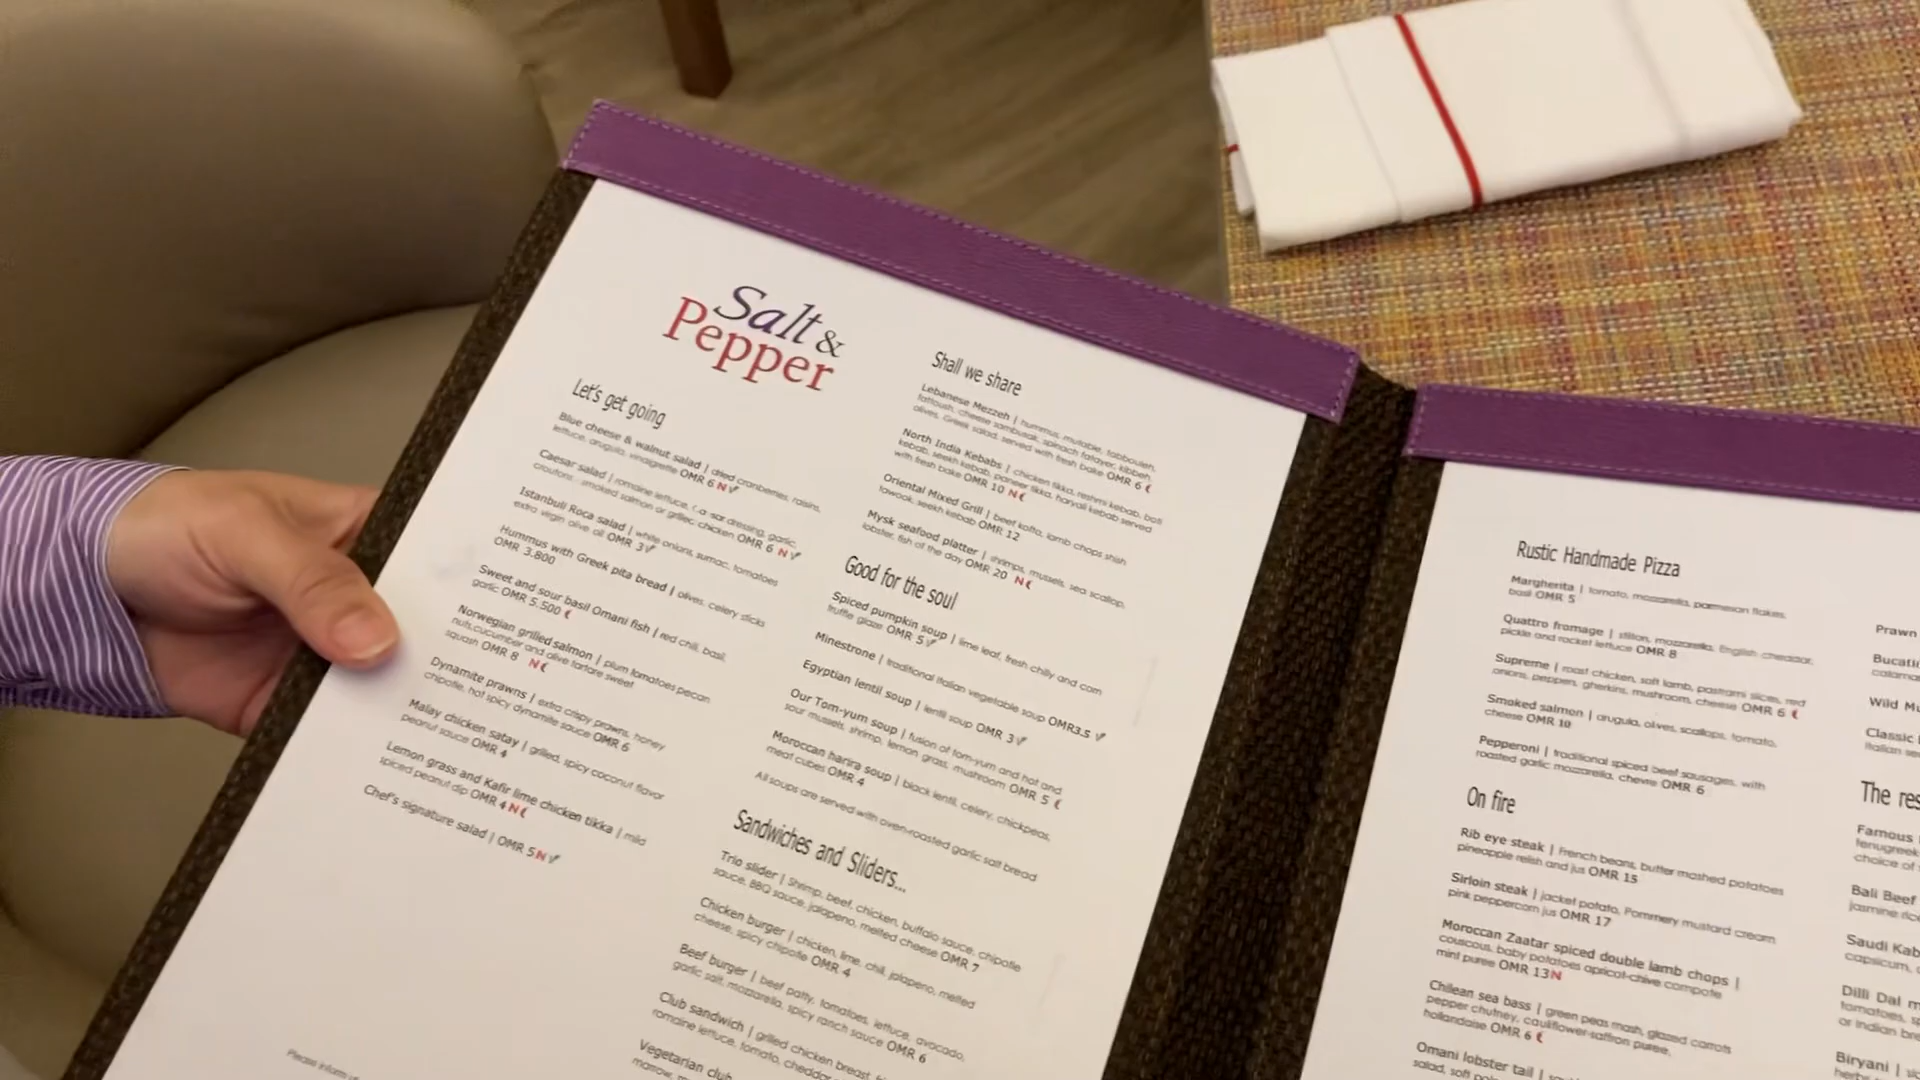 Salt &
Pepper
Let's get going
Blue cheese & walnut salad | dried cranberries, raisins,
lettuce, arugula, vinaigrette OMR 6 N
Caesar salad | romaine lettuce, dressing, garlic,
croutons smoked salmon or grilled chicken OMR 6 N
Istanbuli Roca salad | white onions, sumac, tomatoes
extra virgin olive oil OMR 3
Hummus with Greek pita bread | olives, celery sticks
OMR 3.800
Sweet and sour basil Omani fish | red chili, basil,
garlic OMR 5.500
Norwegian grilled salmon | plum tomatoes pecan
nuts, cucumber and olive tartare sweet
squash OMR 8 N
Dynamite prawns | extra crispy prawns, honey
chipotle, hot spicy dynamite sauce OMR 6
Malay chicken satay | grilled, spicy coconut flavor
peanut sauce OMR 4
Lemon grass and Kafir lime chicken tikka | mild
spiced peanut dip OMR 4 N
Chef's signature salad | OMR 5 N
Please inform
Shall we share
Lebanese Mezzeh | hummus, mutable, tabbouleh,
fattoush, cheese sambusak, spinach fatayer, kibbeh,
olives, Greek salad, served with fresh bake OMR 6
North India Kebabs | chicken tikka, reshmi kebab, boti
kebab, seekh kebab, paneer tikka, haryali kebab served
with fresh bake OMR 10 N
Oriental Mixed Grill | beef kofta, lamb chops shish
tawook, seekh kebab OMR 12
Mysk seafood platter | shrimps, mussels, sea scallop,
lobster, fish of the day OMR 20 N
Good for the soul
Spiced pumpkin soup | lime leaf, fresh chilly and corn
truffle glaze OMR 5
Minestrone | traditional Italian vegetable soup OMR3.5
Egyptian lentil soup | lentil soup OMR 3
Our Tom-yum soup | fusion of tom-yum and hot and
sour mussels, shrimp, lemon grass, mushroom OMR 5
Moroccan harira soup | black lentil, celery, chickpeas,
meat cubes OMR 4
All soups are served with oven-roasted garlic salt bread
Sandwiches and Sliders...
Trio slider | Shrimp, beef, chicken, buffalo sauce, chipotle
sauce, BBQ sauce, jalapeno, melted cheese OMR 7
Chicken burger | chicken, lime, chili, jalapeno, melted
cheese, spicy chipotle OMR 4
Beef burger | beef patty, tomatoes, lettuce, avocado,
garlic salt, mozzarella, spicy ranch sauce OMR 6
Club sandwich | grilled chicken breast,
romaine lettuce, tomato, cheddar
Vegetarian club
marrow,
Rustic Handmade Pizza
Margherita | tomato, mozzarella, parmesan flakes,
basil OMR 5
Quattro fromage | stilton, mozzarella, English cheddar,
pickle and rocket lettuce OMR 8
Supreme | roast chicken, soft lamb, pastrami slices, red
onions, peppers, gherkins, mushroom, cheese OMR 6
Smoked salmon | arugula, olives, scallops, tomato,
cheese OMR 10
Pepperoni | traditional spiced beef sausages, with
roasted garlic mozzarella, chevre OMR 6
On fire
Rib eye steak | French beans, butter mashed potatoes
pineapple relish and jus OMR 15
Sirloin steak | jacket potato, Pommery mustard cream
pink peppercorn jus OMR 17
Moroccan Zaatar spiced double lamb chops |
couscous, baby potatoes apricot-chive compote
mint puree OMR 13 N
Chilean sea bass | green peas mash, glazed carrots
pepper chutney, cauliflower-saffron puree,
hollandaise OMR 6
Omani lobster tail |
salad, soft
Prawn
Wild
Classic
Italian
The
Famous
fenugreek
choice of
Bali Beef
jasmine
Saudi
capsicum,
Dilli Dal
tomatoes,
or Indian
Biryani |